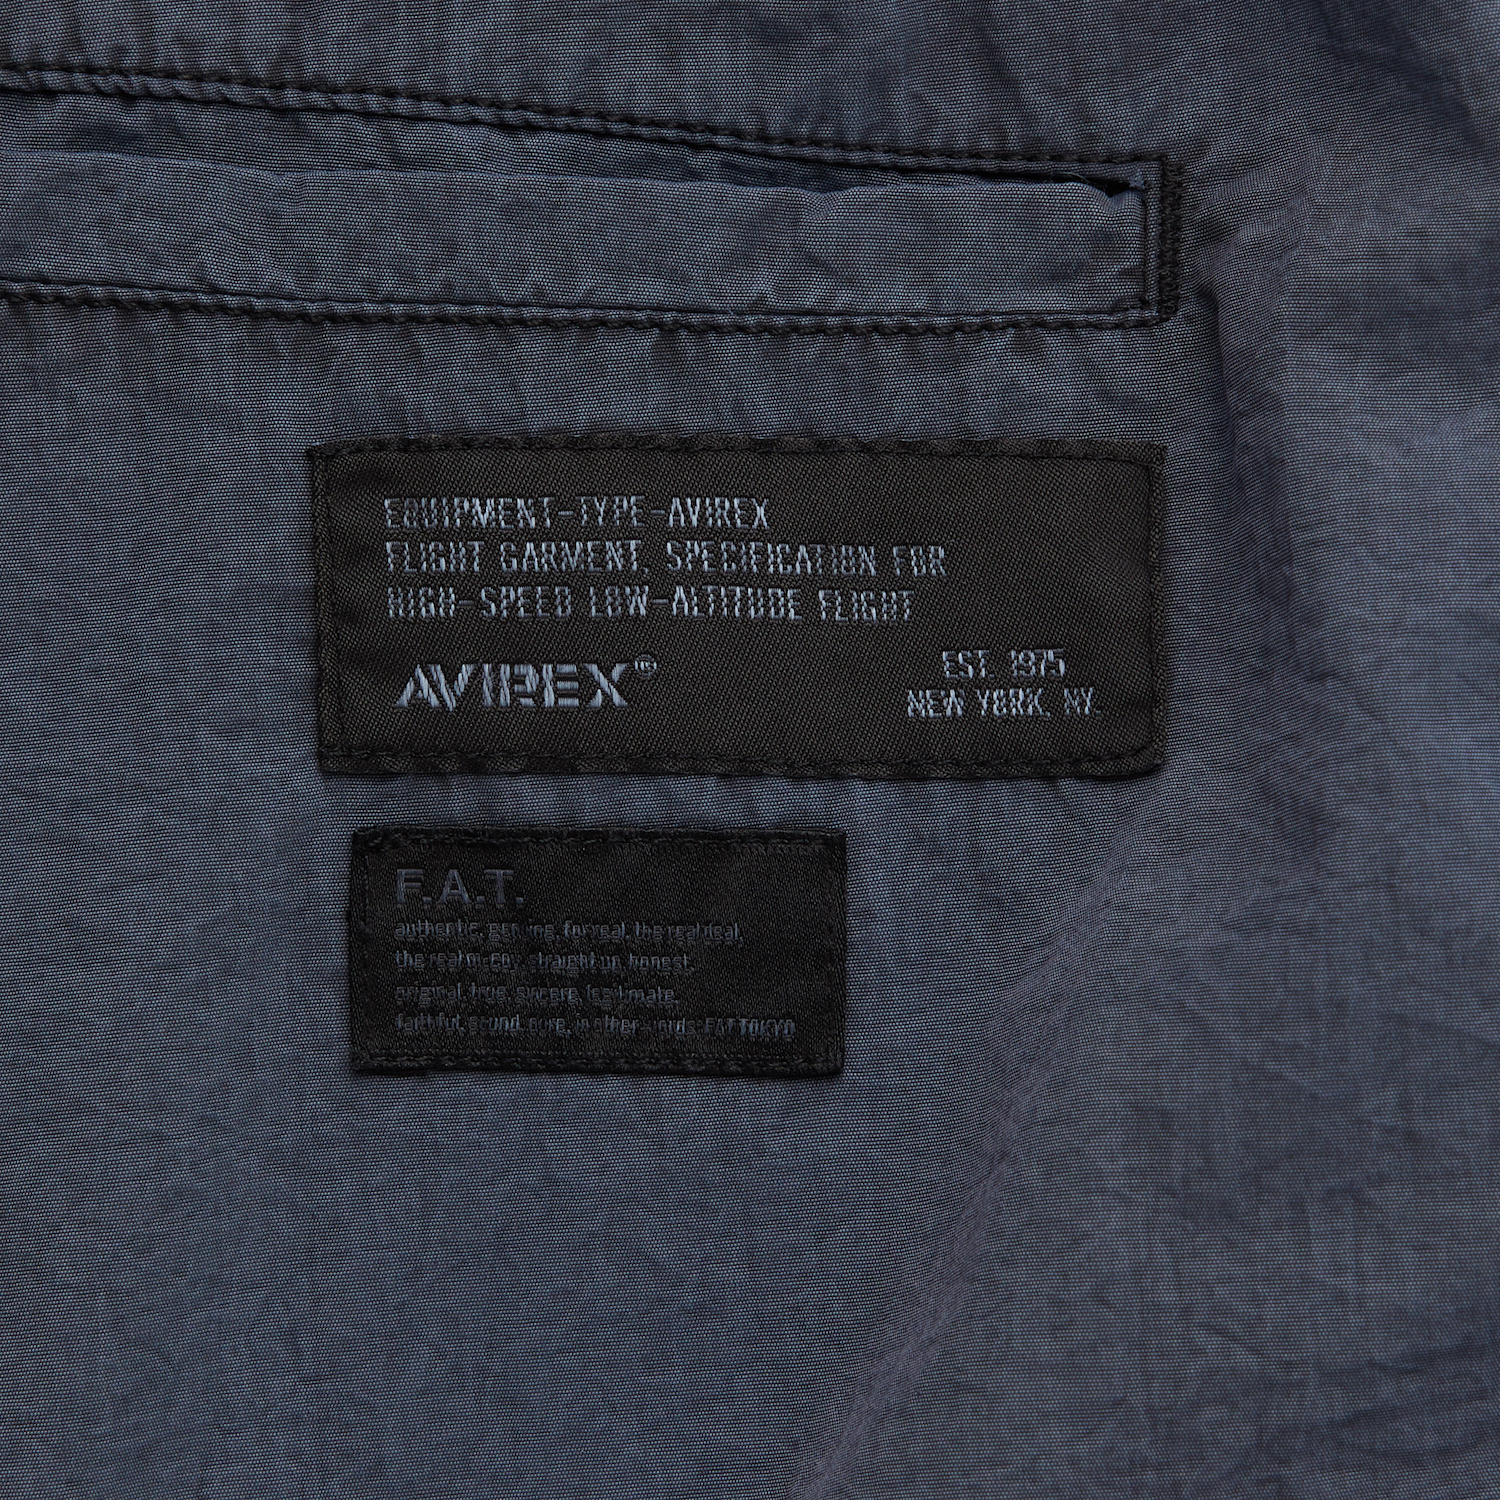 EQUIPMENT-TYPE-AVIREX
FLIGHT GARMENT, SPECIFICATION FOR
HIGH-SPEED LOW-ALTITUDE FLIGHT
AVIREX®
EST. 1975
NEW YORK, NY.
F.A.T.
authentic, genuine, for real, the real deal,
the real McCoy, straight up, honest,
original, true, sincere, legitimate,
faithful, sound, pure, in other words: FAT TOKYO